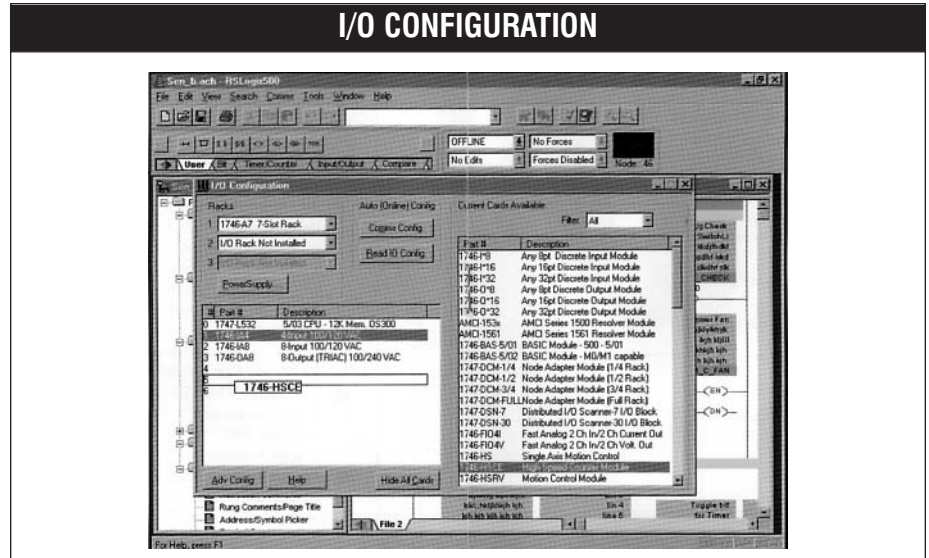 I/O CONFIGURATION
Scn_b.ach - RSLogix500
File Edit View Search Comms Tools Window Help
OFFLINE No Forces
No Edits Forces Disabled Node: 46
User Bit Timer/Counter Input/Output Compare
I/O Configuration
Racks
1 1746-A7 7-Slot Rack
2 I/O Rack Not Installed
3
PowerSupply...
Auto (Online) Config
Comms Config.
Read IO Config.
# Part # Description
0 1747-L532 5/03 CPU - 12K Mem. OS300
1746-IA4 4-Input 100/120 VAC
2 1746-IA8 8-Input 100/120 VAC
3 1746-OA8 8-Output (TRIAC) 100/240 VAC
4
5
6 1746-HSCE
Adv Config Help Hide All Cards
Current Cards Available
Filter All
Part # Description
1746-I*8 Any 8pt Discrete Input Module
1746-I*16 Any 16pt Discrete Input Module
1746-I*32 Any 32pt Discrete Input Module
1746-O*8 Any 8pt Discrete Output Module
1746-O*16 Any 16pt Discrete Output Module
1746-O*32 Any 32pt Discrete Output Module
AMCI-153x AMCI Series 1500 Resolver Module
AMCI-1561 AMCI Series 1561 Resolver Module
1746-BAS-5/01 BASIC Module - 500 - 5/01
1746-BAS-5/02 BASIC Module - M0/M1 capable
1747-DCM-1/4 Node Adapter Module (1/4 Rack)
1747-DCM-1/2 Node Adapter Module (1/2 Rack)
1747-DCM-3/4 Node Adapter Module (3/4 Rack)
1747-DCM-FULL Node Adapter Module (Full Rack)
1747-DSN-7 Distributed I/O Scanner-7 I/O Block
1747-DSN-30 Distributed I/O Scanner-30 I/O Block
1746-FIO4I Fast Analog 2 Ch In/2 Ch Current Out
1746-FIO4V Fast Analog 2 Ch In/2 Ch Volt. Out
1746-HS Single Axis Motion Control
1746-HSCE High Speed Counter Module
1746-HSRV Motion Control Module
CHECK
C_FAN
(EN)
(DN)
Rung Comments/Page Title
Address/Symbol Picker
File 2
lin 4
line 6
Toggle bit
for Timer
For Help, press F1